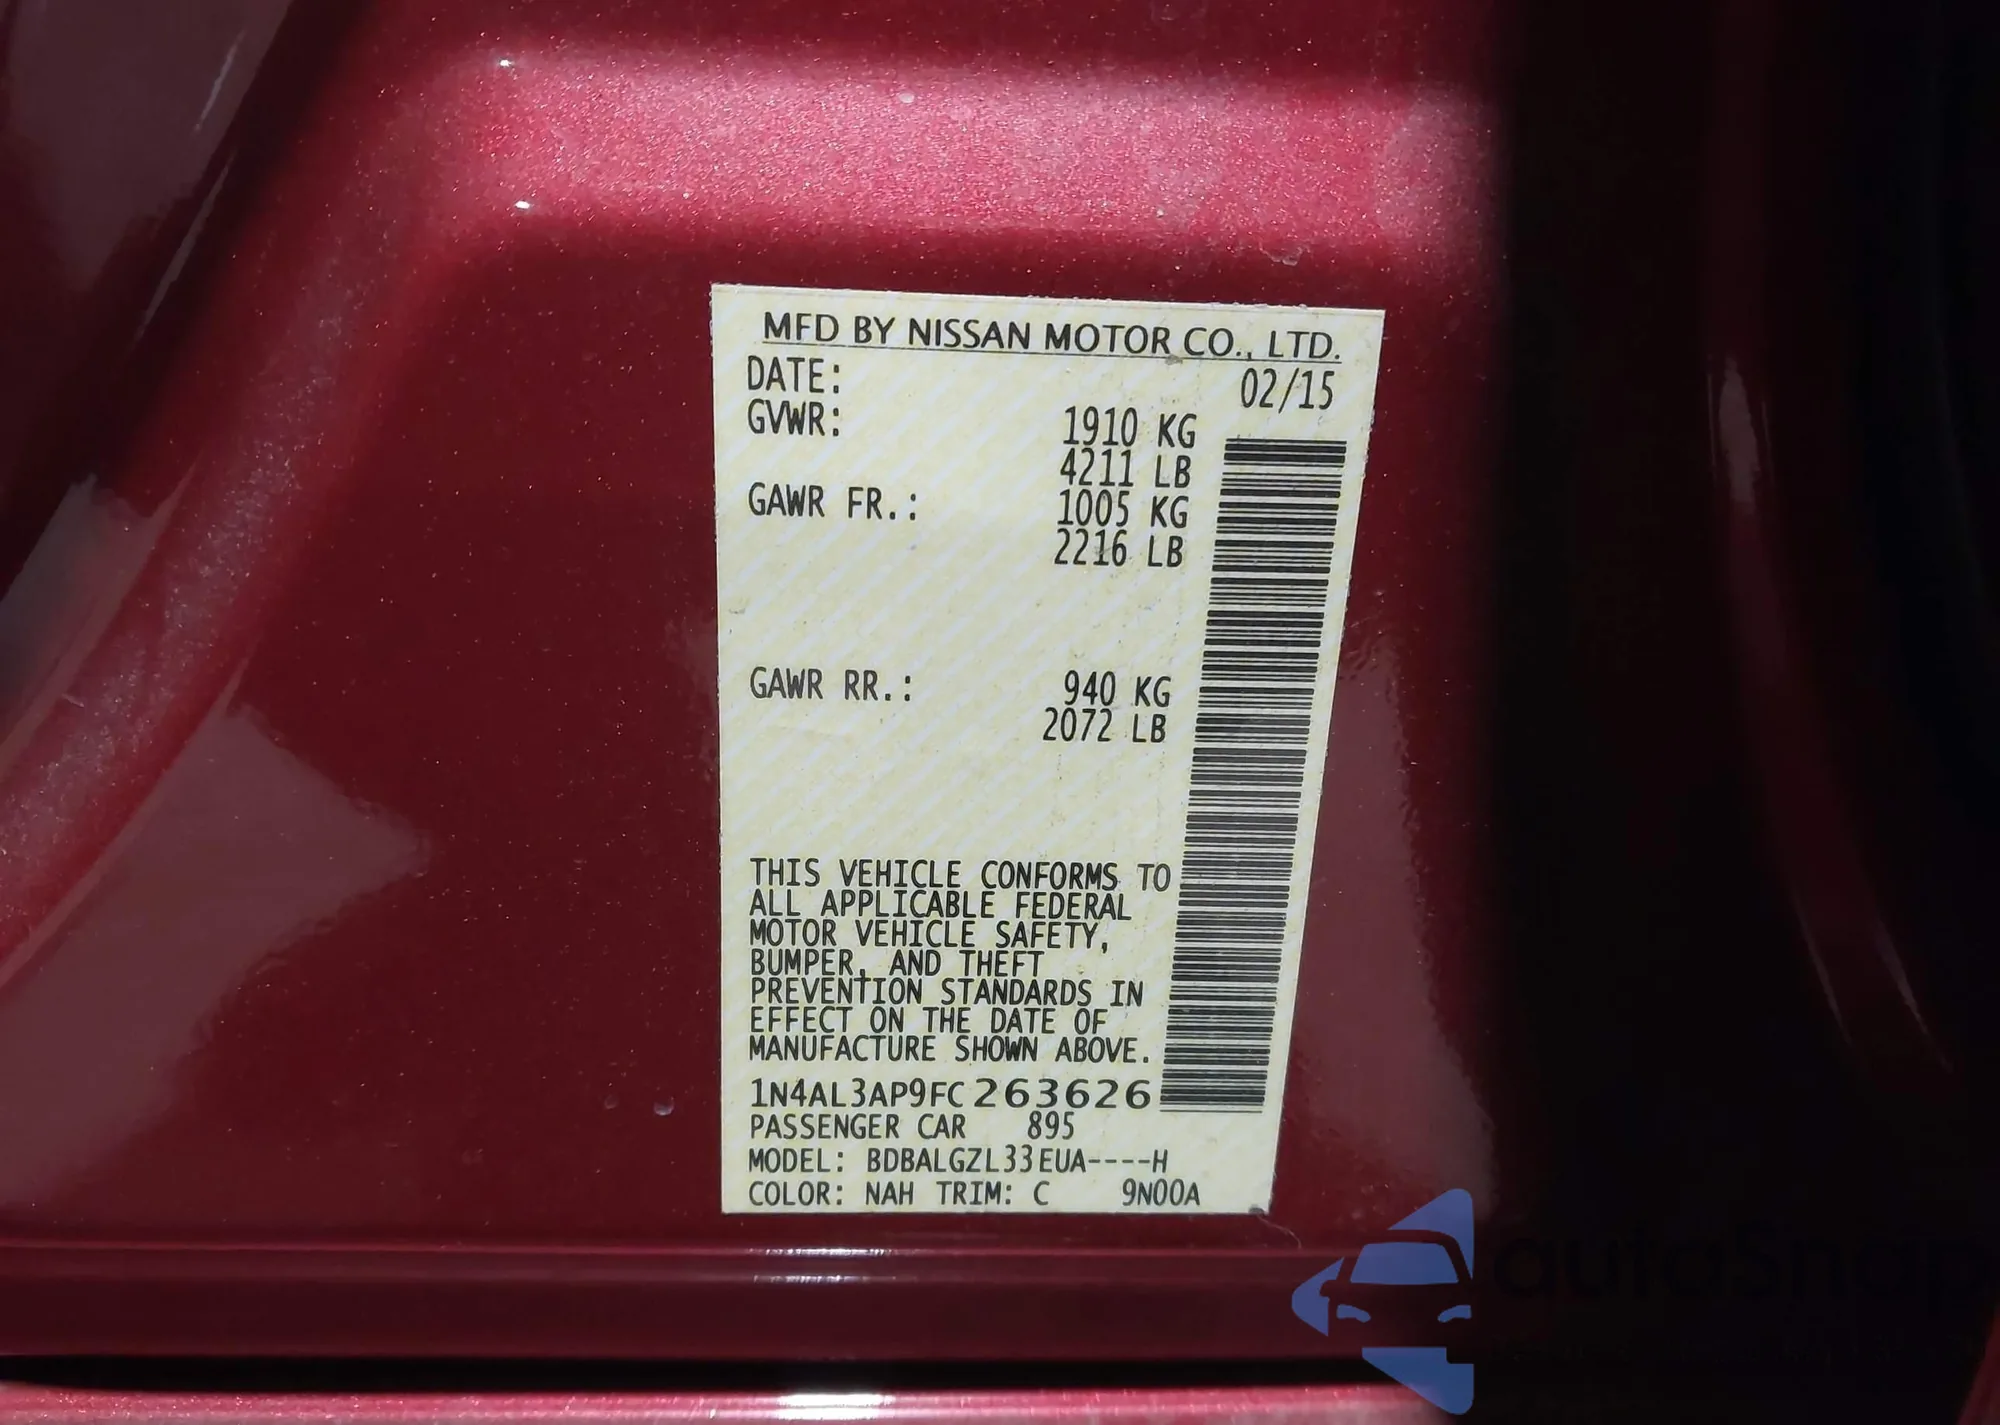 MFD BY NISSAN MOTOR CO., LTD.
DATE: 02/15
GVWR: 1910 KG
4211 LB
GAWR FR.: 1005 KG
2216 LB
GAWR RR.: 940 KG
2072 LB
THIS VEHICLE CONFORMS TO
ALL APPLICABLE FEDERAL
MOTOR VEHICLE SAFETY,
BUMPER, AND THEFT
PREVENTION STANDARDS IN
EFFECT ON THE DATE OF
MANUFACTURE SHOWN ABOVE.
1N4AL3AP9FC263626
PASSENGER CAR 895
MODEL: BDBALGZL33EUA----H
COLOR: NAH TRIM: C 9N00A
autoSnap